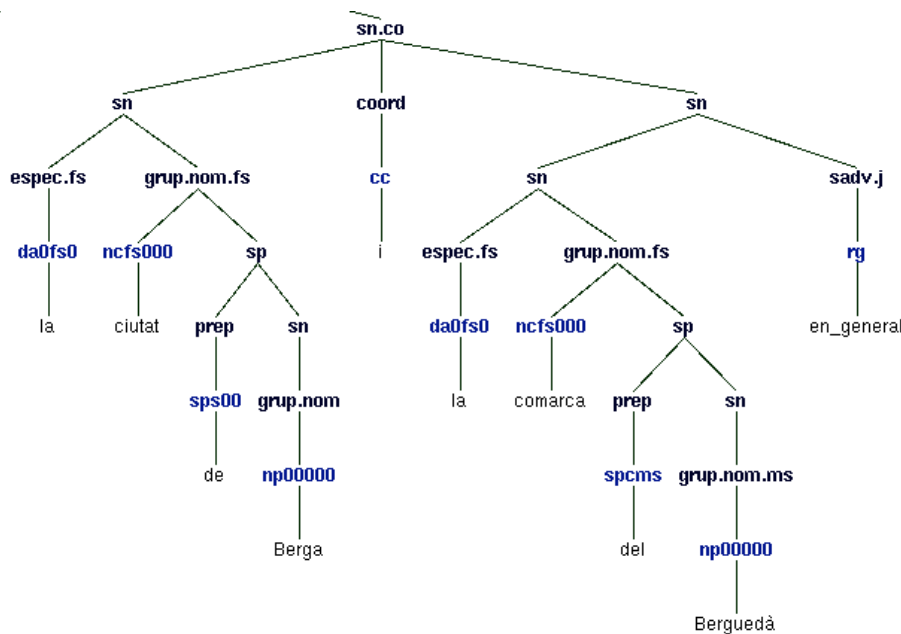 sn.co
sn coord sn
espec.fs grup.nom.fs cc sn sadv.j
da0fs0 ncfs000 sp i espec.fs grup.nom.fs rg
la ciutat prep sn da0fs0 ncfs000 sp en_general
sps00 grup.nom la comarca prep sn
de np00000 spcms grup.nom.ms
Berga del np00000
Berguedà